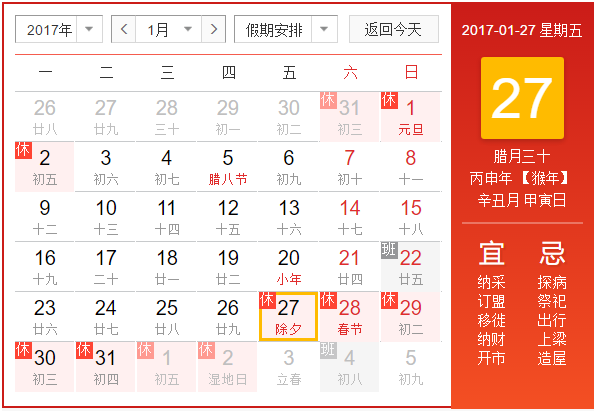 2017年 1月 假期安排 返回今天
一 二 三 四 五 六 日
26 27 28 29 30 休 31 休 1
廿八 廿九 三十 初一 初二 初三 元旦
休 2 3 4 5 6 7 8
初五 初六 初七 腊八节 初九 初十 十一
9 10 11 12 13 14 15
十二 十三 十四 十五 十六 十七 十八
16 17 18 19 20 21 班 22
十九 二十 廿一 廿二 小年 廿四 廿五
23 24 25 26 休 27 休 28 休 29
廿六 廿七 廿八 廿九 除夕 春节 初二
休 30 休 31 休 1 休 2 3 班 4 5
初三 初四 初五 湿地日 立春 初八 初九
2017-01-27 星期五
27
腊月三十
丙申年【猴年】
辛丑月 甲寅日
宜 忌
纳采 探病
订盟 祭祀
移徙 出行
纳财 上梁
开市 造屋